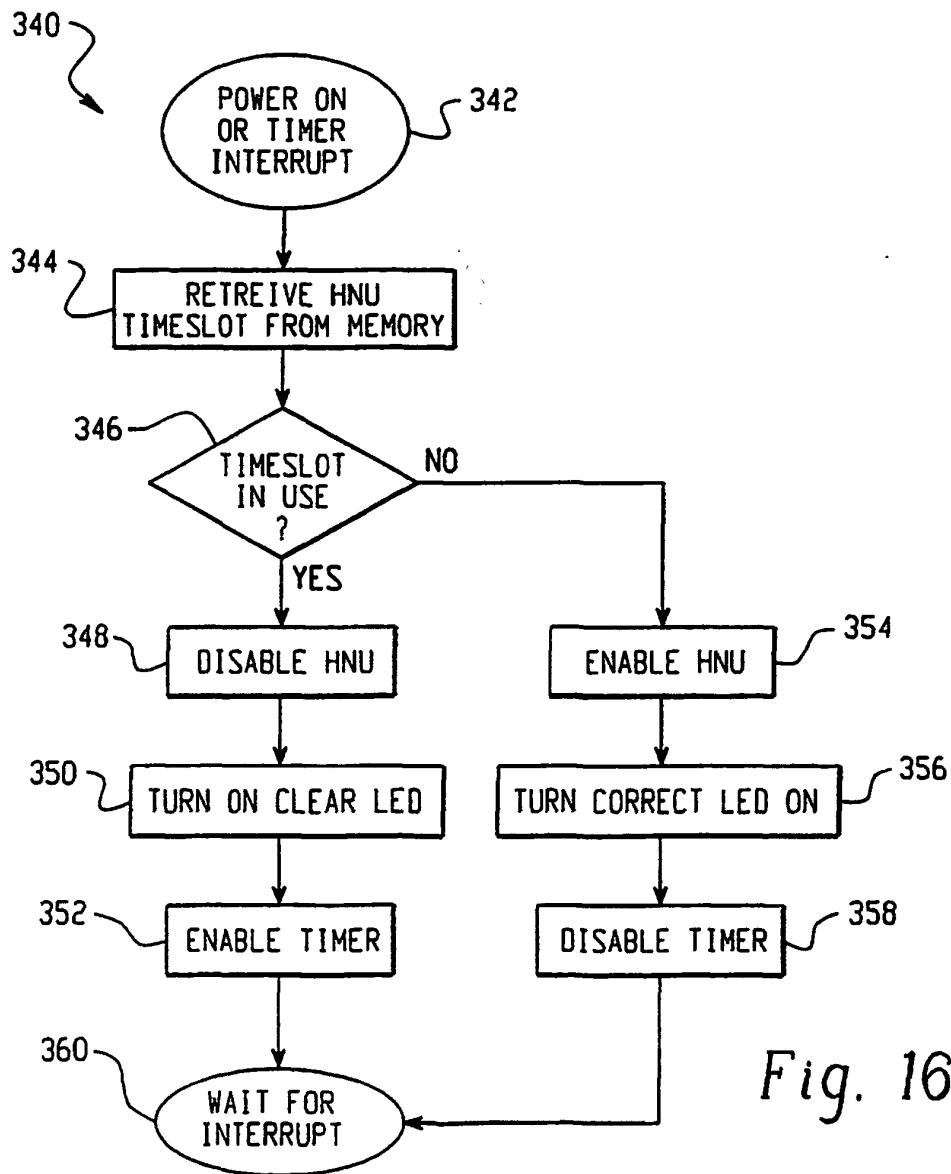 340
POWER ON
OR TIMER
INTERRUPT
342
344
RETREIVE HNU
TIMESLOT FROM MEMORY
346
TIMESLOT
IN USE
?
NO
YES
348
DISABLE HNU
354
ENABLE HNU
350
TURN ON CLEAR LED
356
TURN CORRECT LED ON
352
ENABLE TIMER
358
DISABLE TIMER
360
WAIT FOR
INTERRUPT
Fig. 16